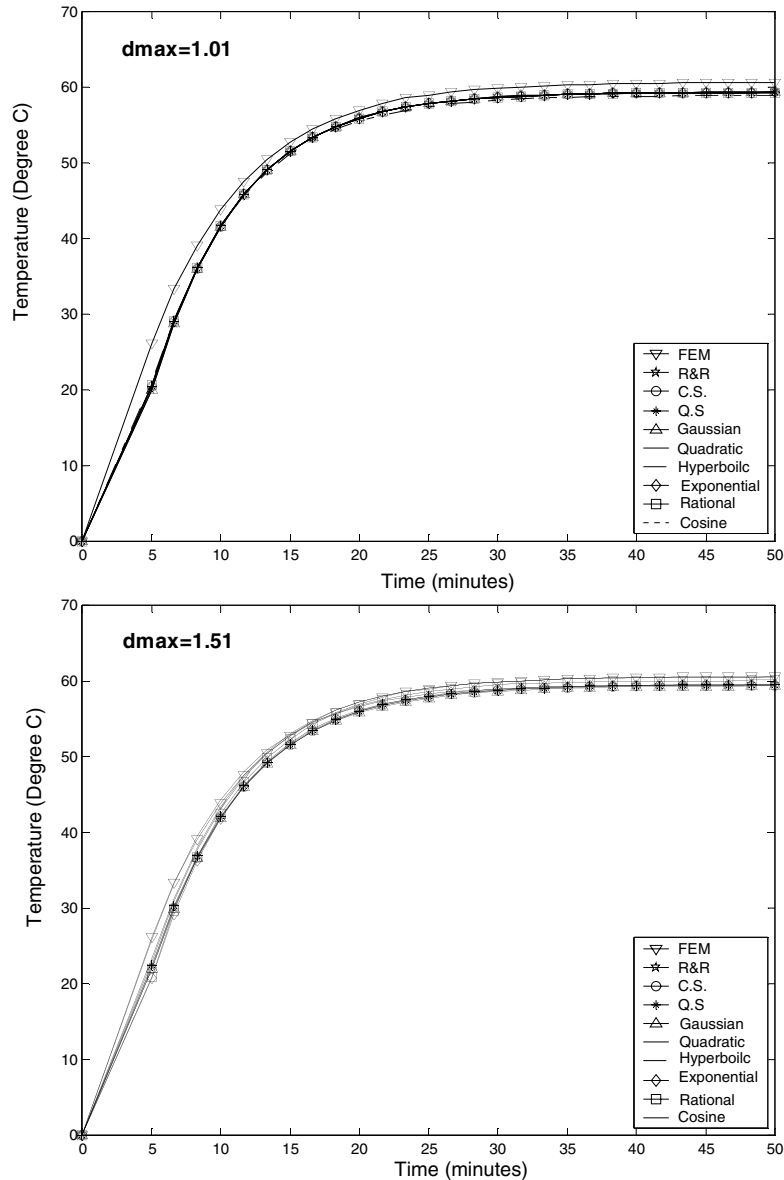 70
60
50
40
30
20
10
0
Temperature (Degree C)
dmax=1.01
FEM
R&R
C.S.
Q.S
Gaussian
Quadratic
Hyperboilc
Exponential
Rational
Cosine
0 5 10 15 20 25 30 35 40 45 50
Time (minutes)
70
60
50
40
30
20
10
0
Temperature (Degree C)
dmax=1.51
FEM
R&R
C.S.
Q.S
Gaussian
Quadratic
Hyperboilc
Exponential
Rational
Cosine
0 5 10 15 20 25 30 35 40 45 50
Time (minutes)